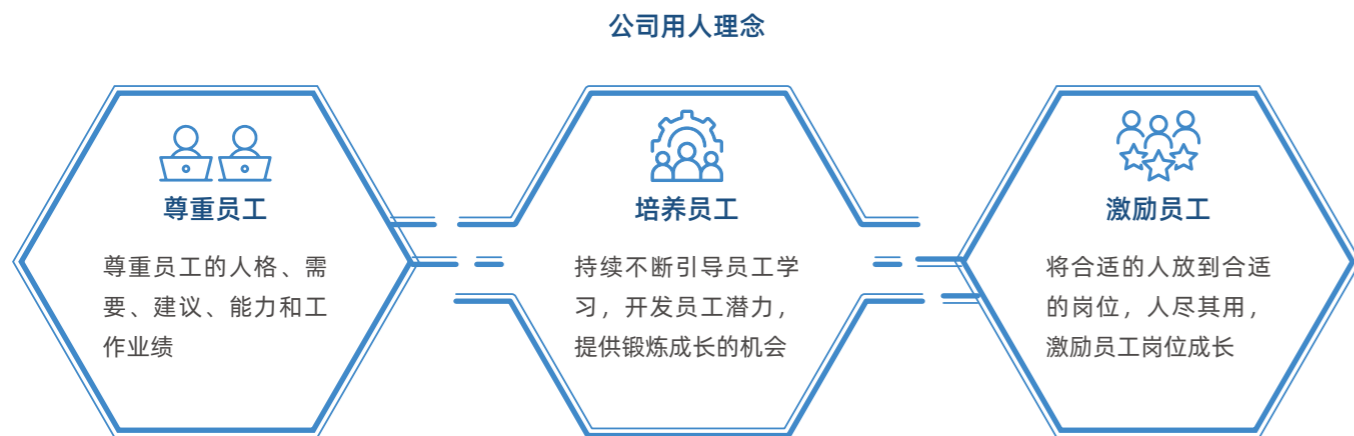 公司用人理念
尊重员工
尊重员工的人格、需
要、建议、能力和工
作业绩
培养员工
持续不断引导员工学
习，开发员工潜力，
提供锻炼成长的机会
激励员工
将合适的人放到合适
的岗位，人尽其用，
激励员工岗位成长